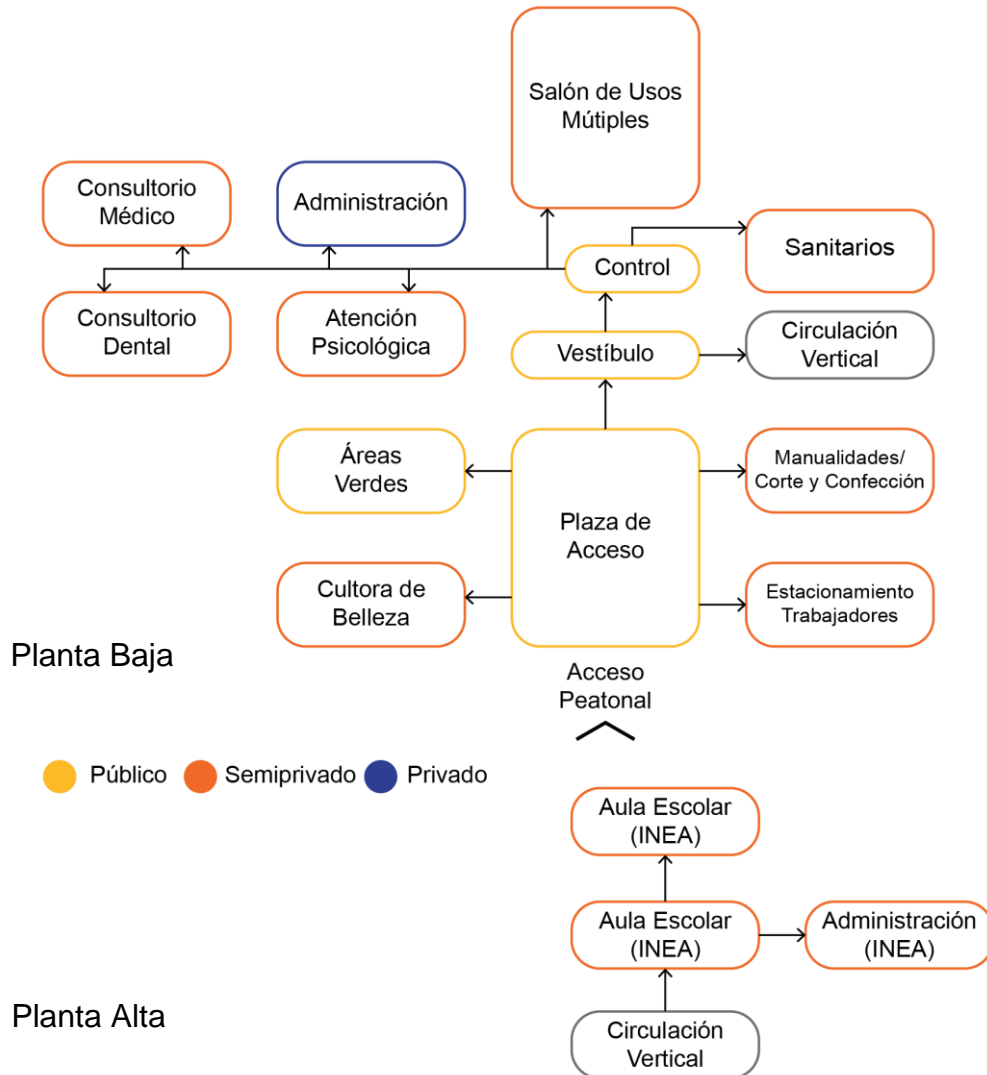 Salón de Usos
Mútiples
Consultorio
Médico
Administración
Control
Sanitarios
Consultorio
Dental
Atención
Psicológica
Vestíbulo
Circulación
Vertical
Áreas
Verdes
Plaza de
Acceso
Manualidades/
Corte y Confección
Cultora de
Belleza
Estacionamiento
Trabajadores
Planta Baja
Acceso
Peatonal
Público
Semiprivado
Privado
Aula Escolar
(INEA)
Aula Escolar
(INEA)
Administración
(INEA)
Planta Alta
Circulación
Vertical